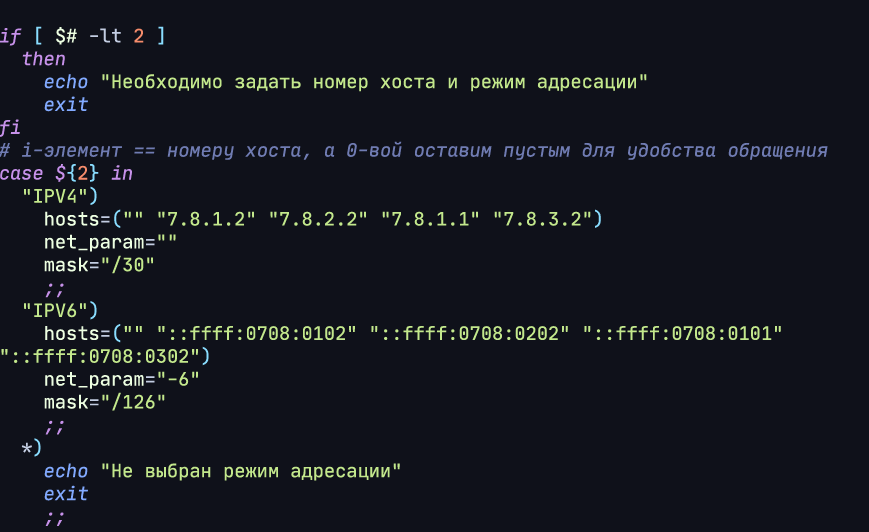 if [ $# -lt 2 ]
  then
    echo "Необходимо задать номер хоста и режим адресации"
    exit
fi
# i-элемент == номеру хоста, а 0-вой оставим пустым для удобства обращения
case ${2} in
  "IPV4")
    hosts=("" "7.8.1.2" "7.8.2.2" "7.8.1.1" "7.8.3.2")
    net_param=""
    mask="/30"
    ;;
  "IPV6")
    hosts=("" "::ffff:0708:0102" "::ffff:0708:0202" "::ffff:0708:0101"
"::ffff:0708:0302")
    net_param="-6"
    mask="/126"
    ;;
  *)
    echo "Не выбран режим адресации"
    exit
    ;;